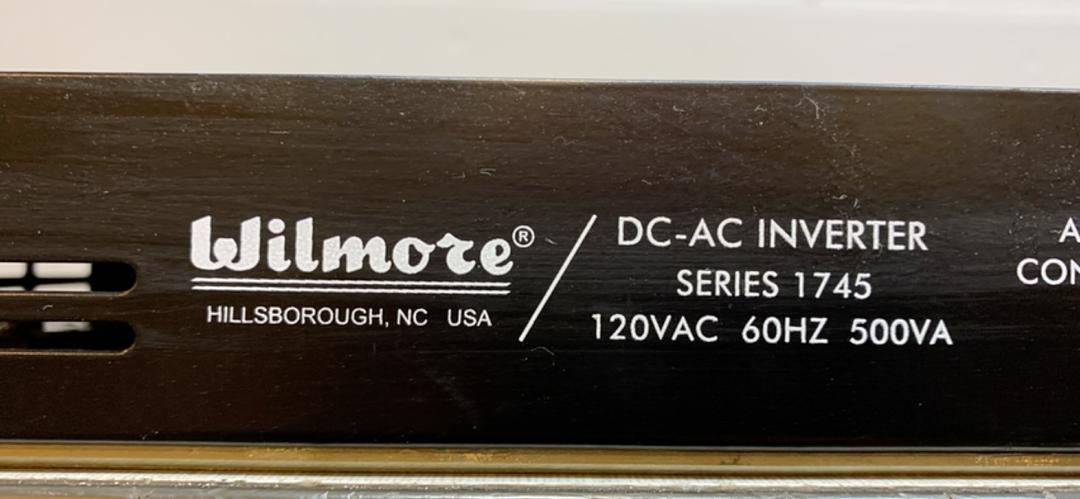 Wilmore®
HILLSBOROUGH, NC USA
DC-AC INVERTER
SERIES 1745
120VAC 60HZ 500VA